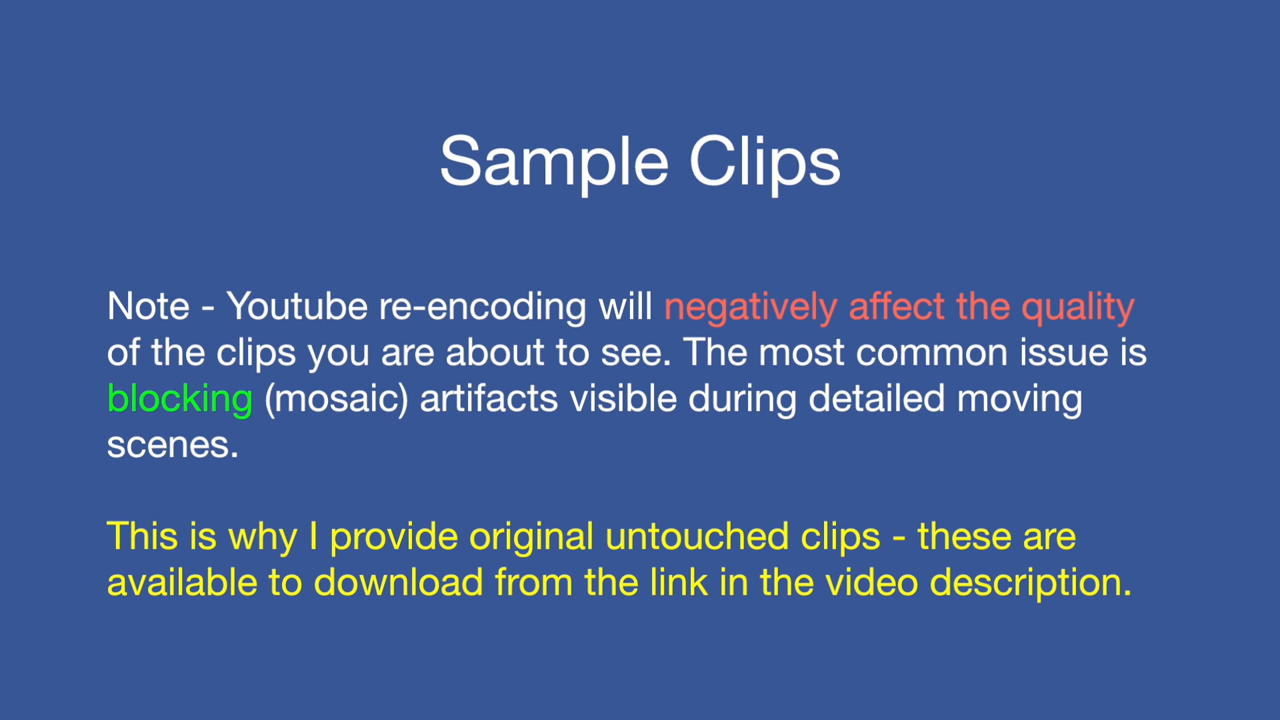 Sample Clips
Note - Youtube re-encoding will negatively affect the quality
of the clips you are about to see. The most common issue is
blocking (mosaic) artifacts visible during detailed moving
scenes.
This is why I provide original untouched clips - these are
available to download from the link in the video description.